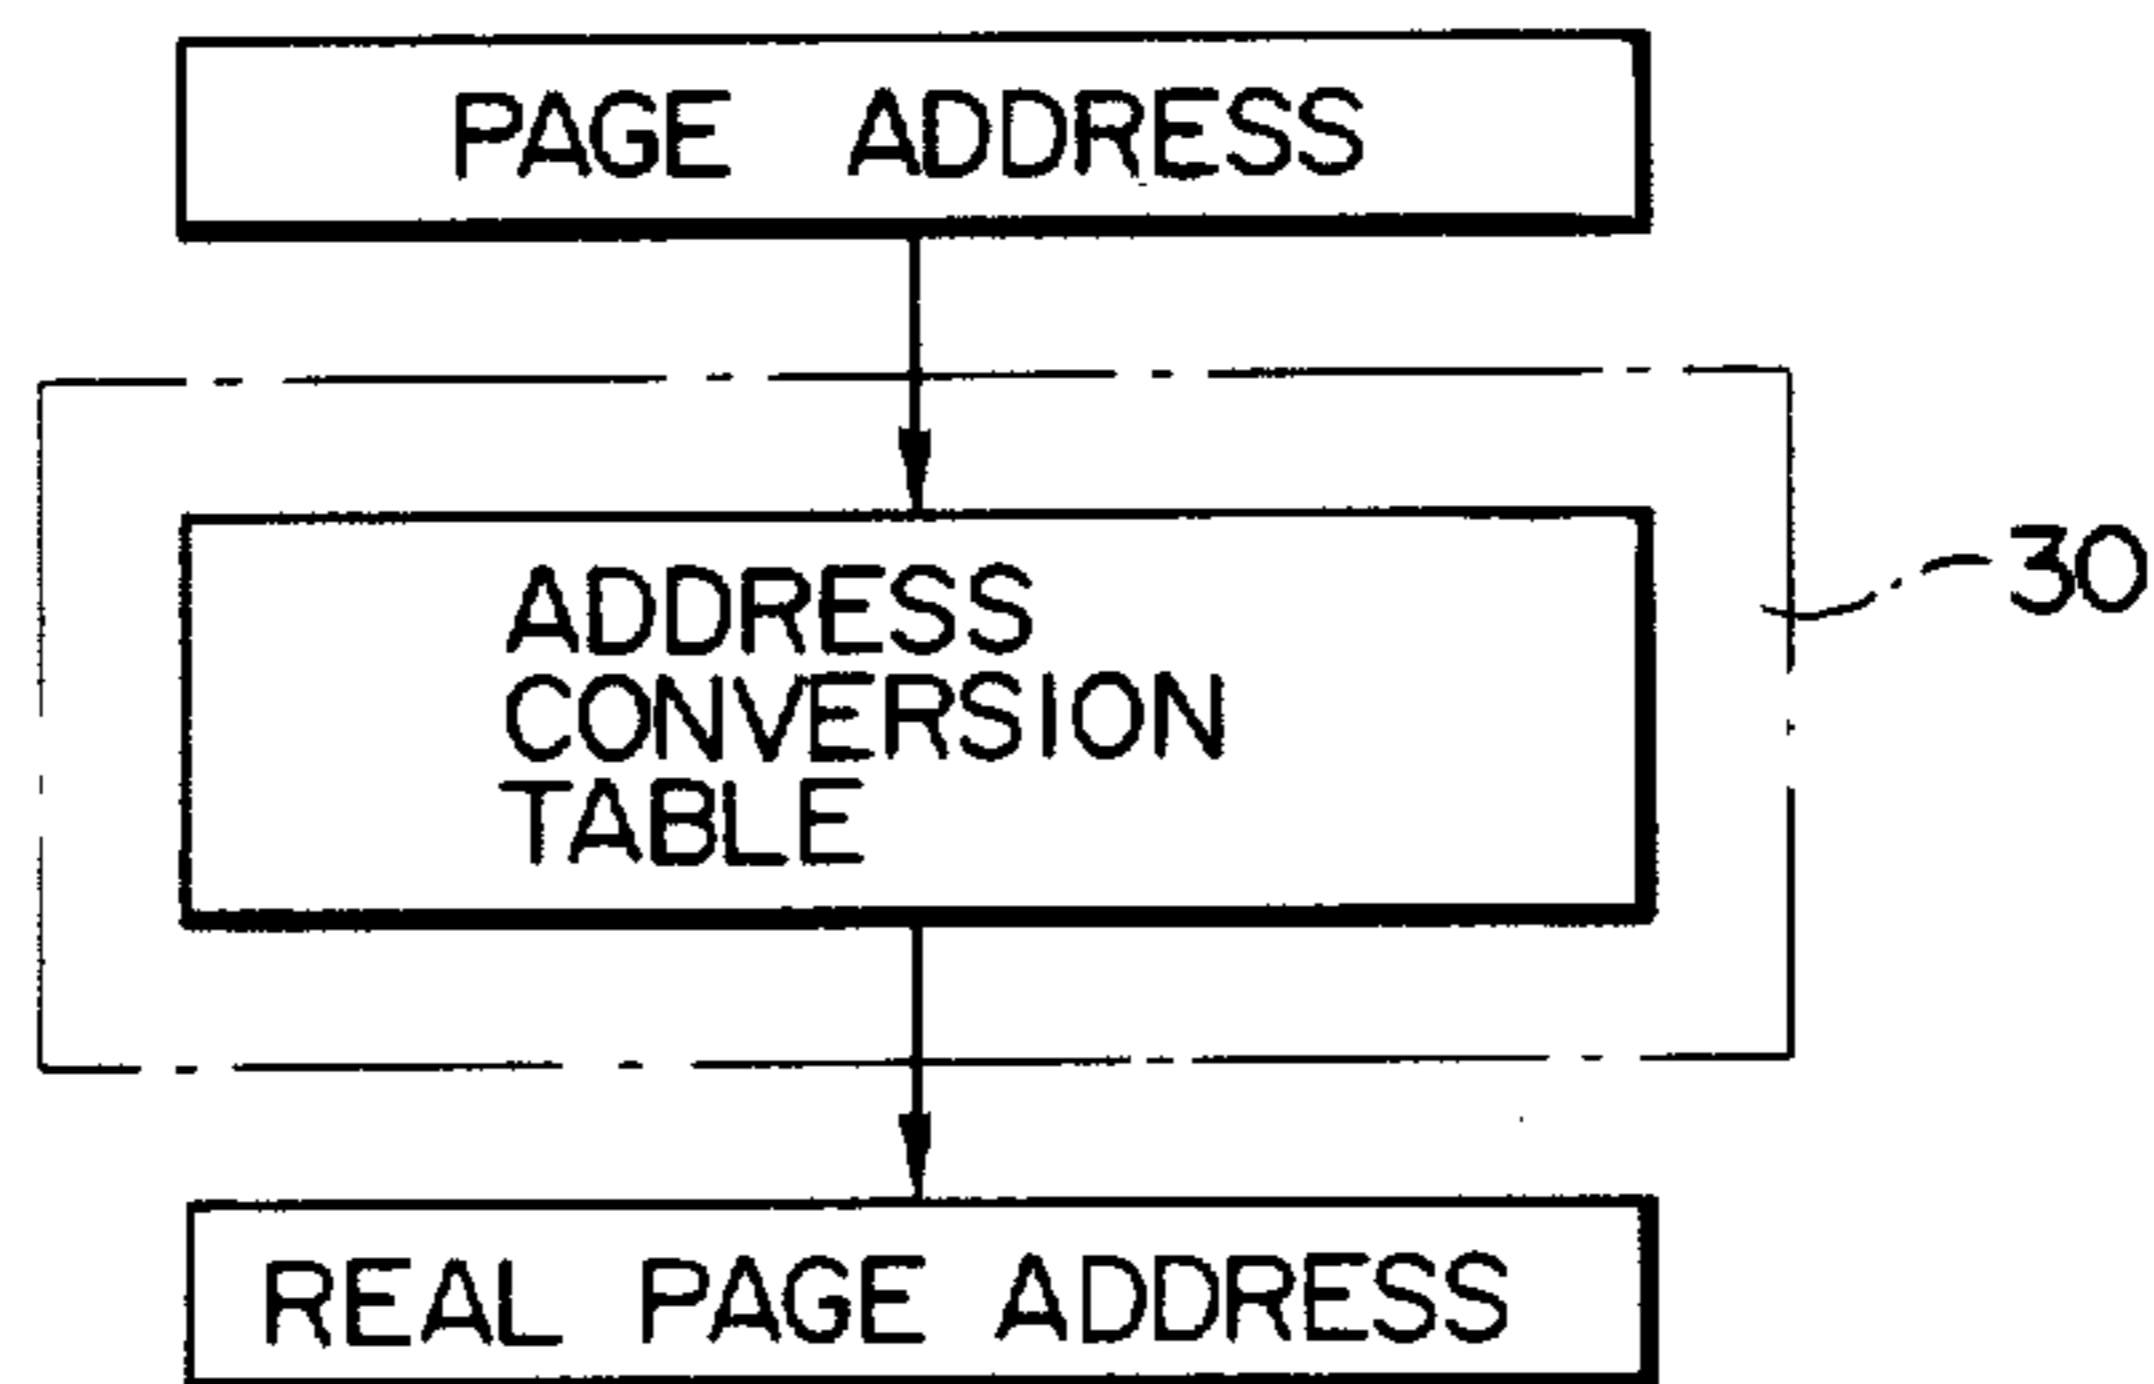 PAGE ADDRESS
ADDRESS
CONVERSION
TABLE
30
REAL PAGE ADDRESS